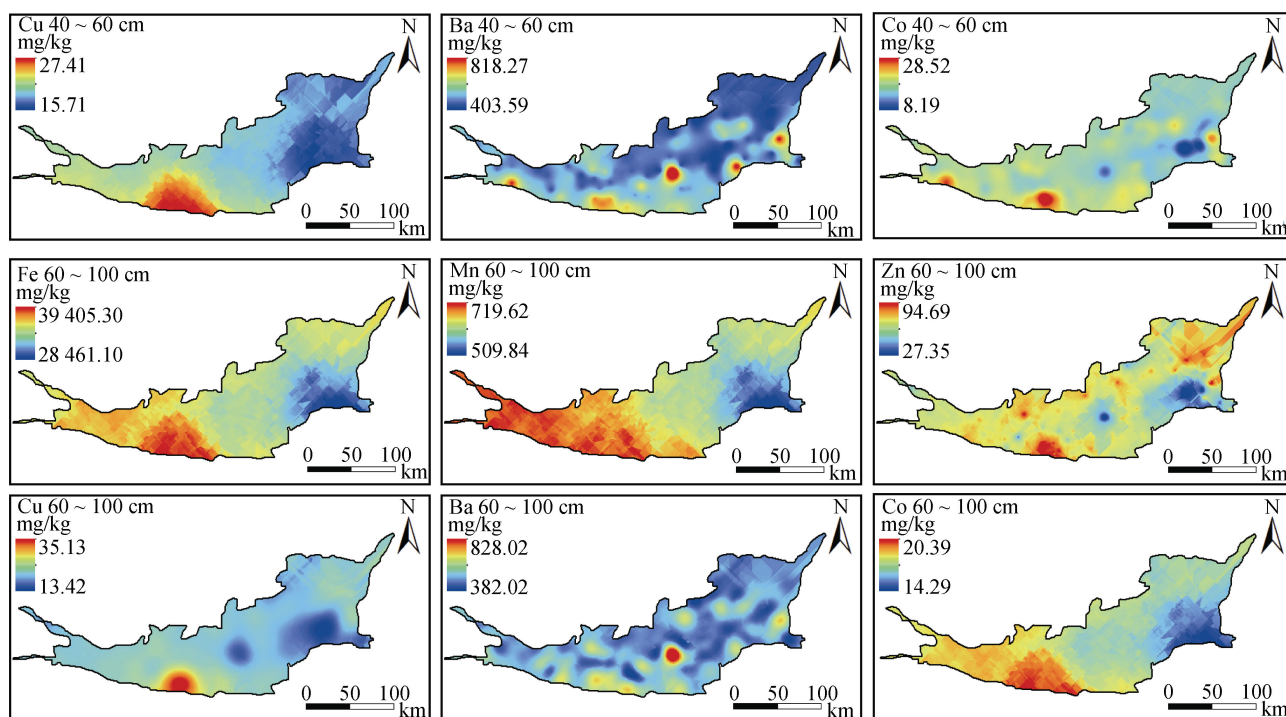 Cu 40 ~ 60 cm
mg/kg
27.41
15.71
N
0 50 100
km
Ba 40 ~ 60 cm
mg/kg
818.27
403.59
N
0 50 100
km
Co 40 ~ 60 cm
mg/kg
28.52
8.19
N
0 50 100
km
Fe 60 ~ 100 cm
mg/kg
39 405.30
28 461.10
N
0 50 100
km
Mn 60 ~ 100 cm
mg/kg
719.62
509.84
N
0 50 100
km
Zn 60 ~ 100 cm
mg/kg
94.69
27.35
N
0 50 100
km
Cu 60 ~ 100 cm
mg/kg
35.13
13.42
N
0 50 100
km
Ba 60 ~ 100 cm
mg/kg
828.02
382.02
N
0 50 100
km
Co 60 ~ 100 cm
mg/kg
20.39
14.29
N
0 50 100
km